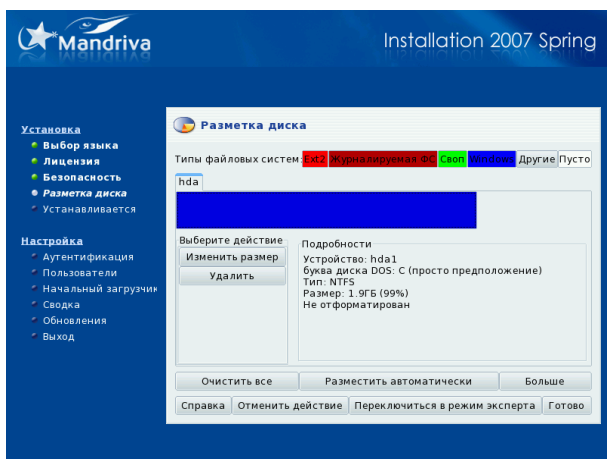 Mandriva
Installation 2007 Spring
Установка
Выбор языка
Лицензия
Безопасность
Разметка диска
Устанавливается
Настройка
Аутентификация
Пользователи
Начальный загрузчик
Сводка
Обновления
Выход
Разметка диска
Типы файловых систем: Ext2 Журналируемая ФС Своп Windows Другие Пусто
hda
Выберите действие
Изменить размер
Удалить
Подробности
Устройство: hda1
буква диска DOS: C (просто предположение)
Тип: NTFS
Размер: 1.9ГБ (99%)
Не отформатирован
Очистить все Разместить автоматически Больше
Справка Отменить действие Переключиться в режим эксперта Готово